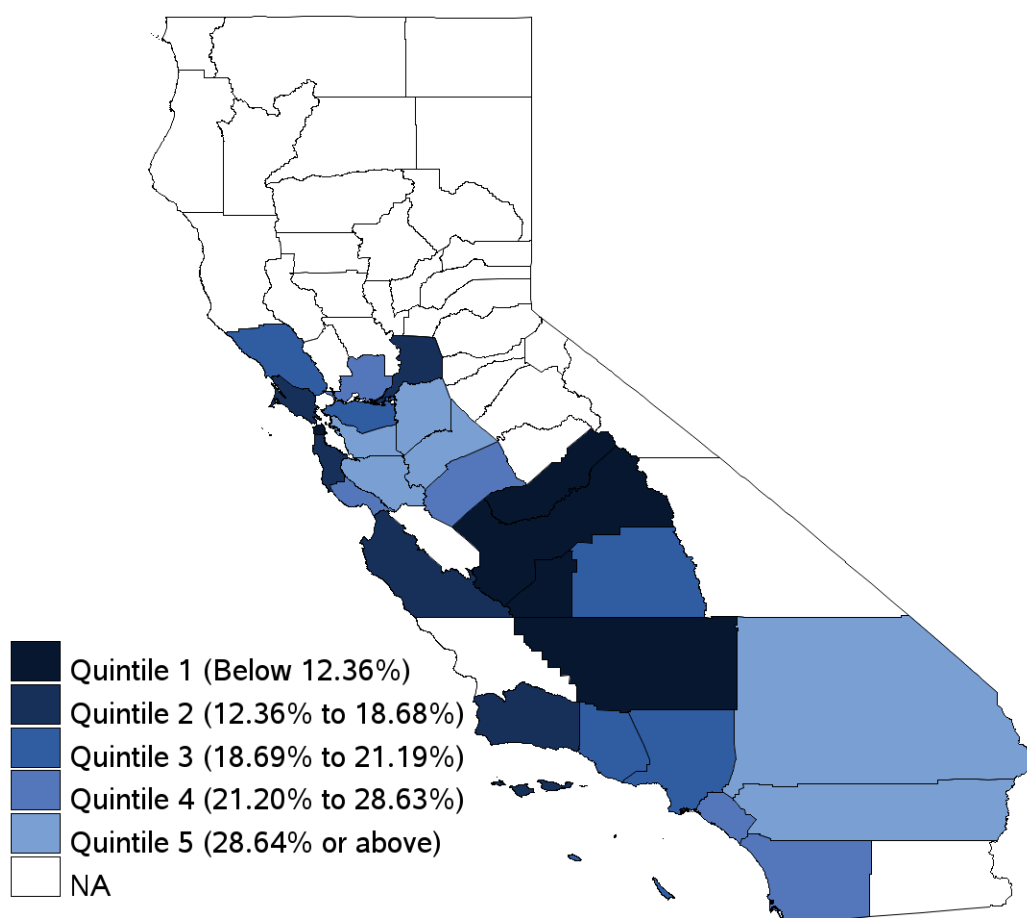 Quintile 1 (Below 12.36%)
Quintile 2 (12.36% to 18.68%)
Quintile 3 (18.69% to 21.19%)
Quintile 4 (21.20% to 28.63%)
Quintile 5 (28.64% or above)
NA